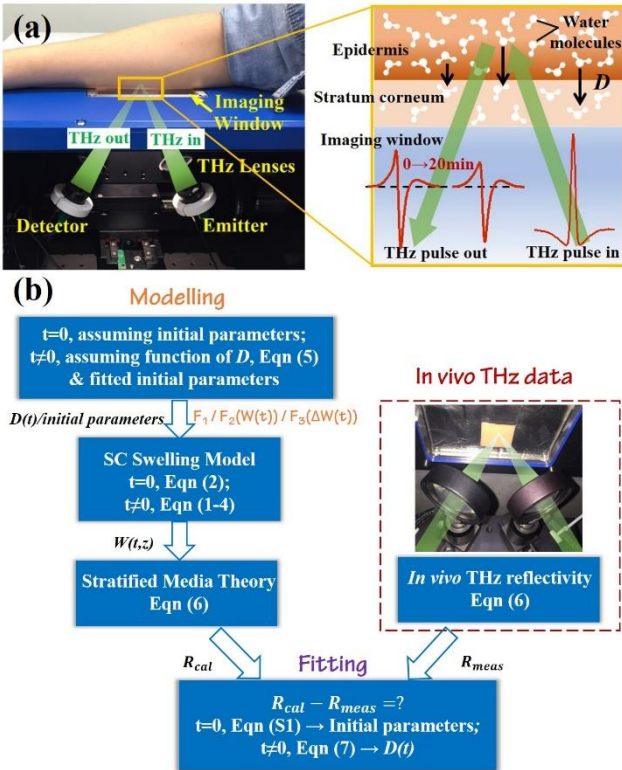 (a)
Imaging
Window
THz out
THz in
THz Lenses
Detector
Emitter
Water
molecules
Epidermis
D
Stratum corneum
Imaging window
0→20min
THz pulse out
THz pulse in
(b)
Modelling
t=0, assuming initial parameters;
t≠0, assuming function of D, Eqn (5)
& fitted initial parameters
D(t)/initial parameters
F₁ / F₂(W(t)) / F₃(ΔW(t))
SC Swelling Model
t=0, Eqn (2);
t≠0, Eqn (1-4)
W(t,z)
Stratified Media Theory
Eqn (6)
In vivo THz data
In vivo THz reflectivity
Eqn (6)
R_cal
Fitting
R_meas
R_cal − R_meas =?
t=0, Eqn (S1) → Initial parameters;
t≠0, Eqn (7) → D(t)